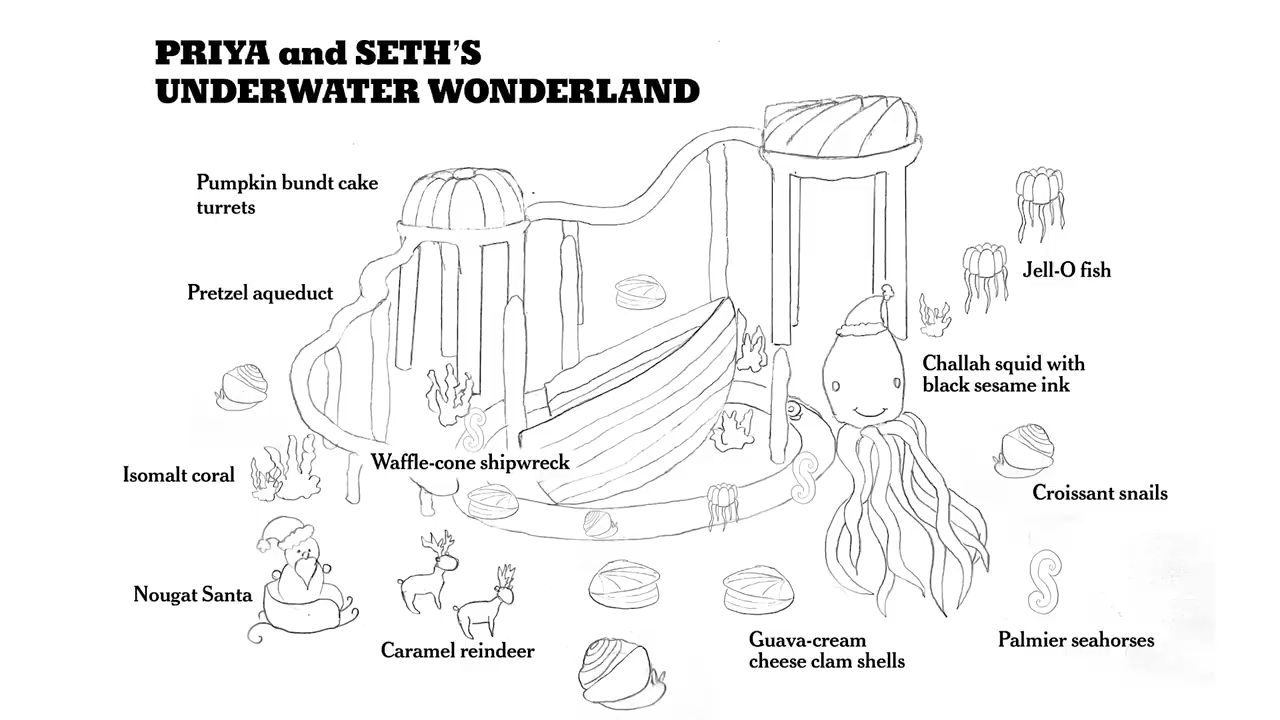 PRIYA and SETH'S
UNDERWATER WONDERLAND
Pumpkin bundt cake
turrets
Pretzel aqueduct
Jell-O fish
Challah squid with
black sesame ink
Waffle-cone shipwreck
Isomalt coral
Croissant snails
Nougat Santa
Caramel reindeer
Guava-cream
cheese clam shells
Palmier seahorses